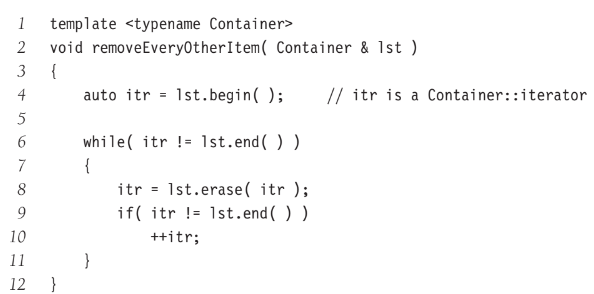 1 template <typename Container>
2 void removeEveryOtherItem( Container & lst )
3 {
4     auto itr = lst.begin( );     // itr is a Container::iterator
5
6     while( itr != lst.end( ) )
7     {
8         itr = lst.erase( itr );
9         if( itr != lst.end( ) )
10             ++itr;
11     }
12 }